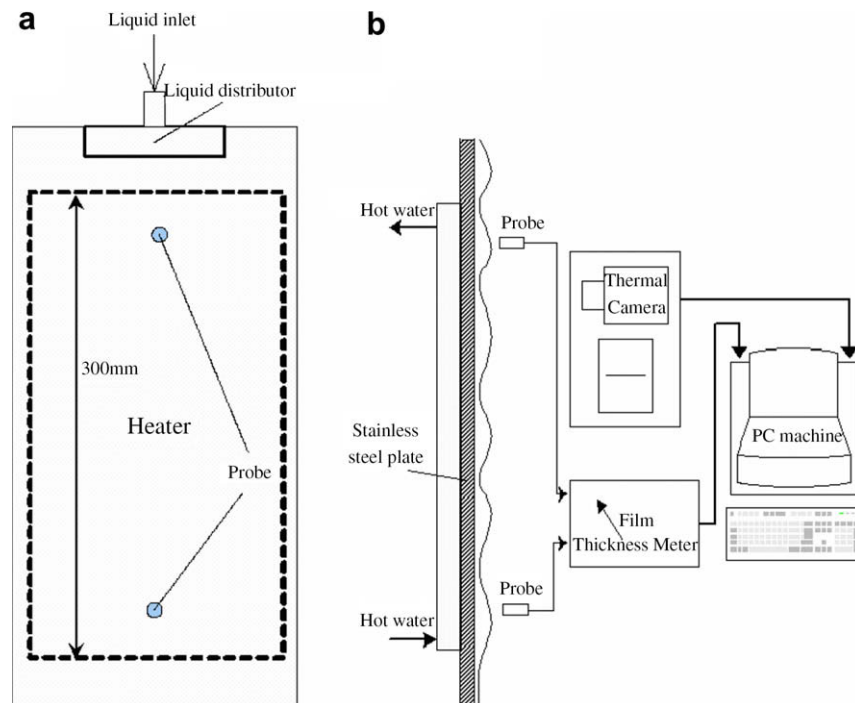 a
Liquid inlet
Liquid distributor
300mm
Heater
Probe
b
Hot water
Probe
Thermal
Camera
Stainless
steel plate
PC machine
Film
Thickness Meter
Probe
Hot water